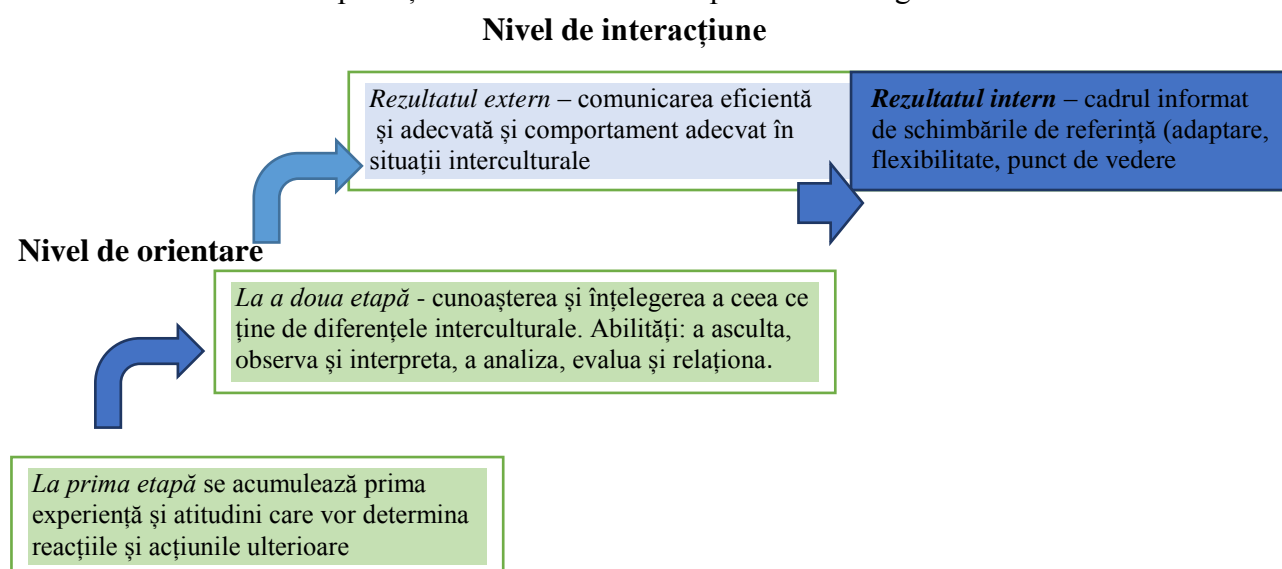 Nivel de interacțiune
Rezultatul extern – comunicarea eficientă
și adecvată și comportament adecvat în
situații interculturale
Rezultatul intern – cadrul informat
de schimbările de referință (adaptare,
flexibilitate, punct de vedere
Nivel de orientare
La a doua etapă - cunoașterea și înțelegerea a ceea ce
ține de diferențele interculturale. Abilități: a asculta,
observa și interpreta, a analiza, evalua și relaționa.
La prima etapă se acumulează prima
experiență și atitudini care vor determina
reacțiile și acțiunile ulterioare